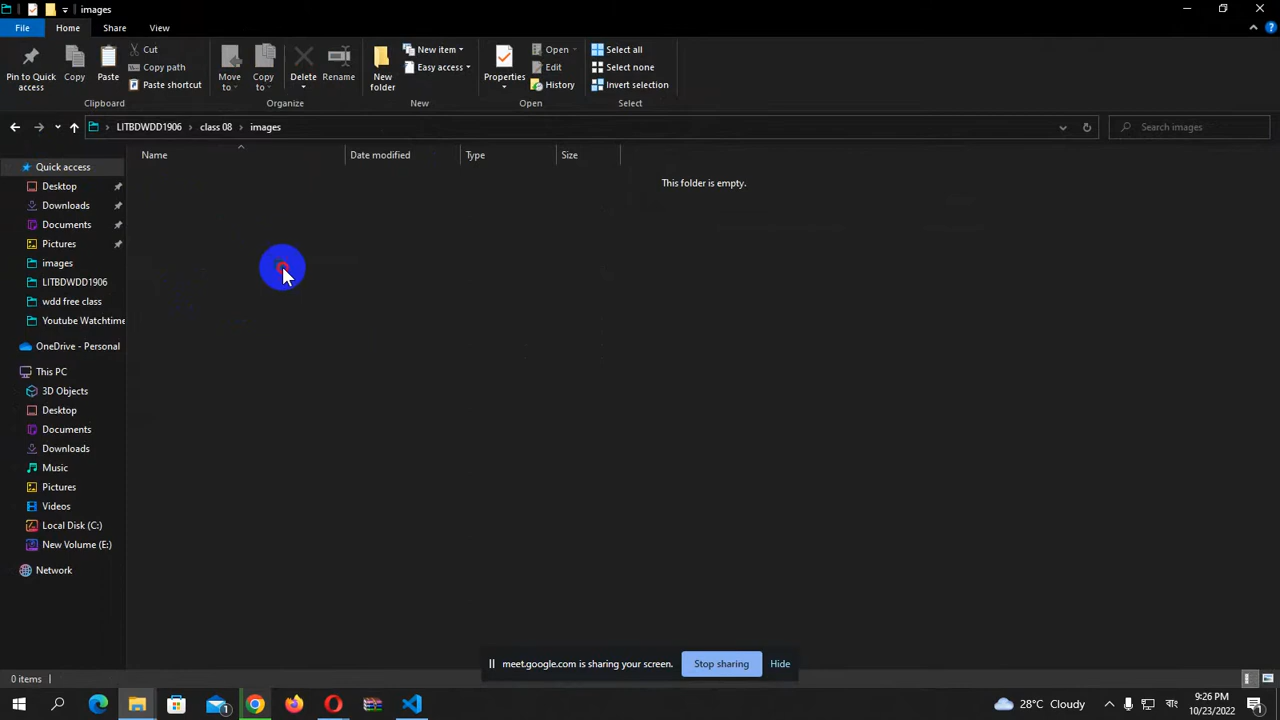 images
File
Home
Share
View
Pin to Quick access
Copy
Paste
Cut
Copy path
Paste shortcut
Clipboard
Move to
Copy to
Delete
Rename
Organize
New folder
New item
Easy access
New
Properties
Open
Edit
History
Open
Select all
Select none
Invert selection
Select
LITBDWDD1906 > class 08 > images
Search images
Name
Date modified
Type
Size
This folder is empty.
Quick access
Desktop
Downloads
Documents
Pictures
images
LITBDWDD1906
wdd free class
Youtube Watchtime
OneDrive - Personal
This PC
3D Objects
Desktop
Documents
Downloads
Music
Pictures
Videos
Local Disk (C:)
New Volume (E:)
Network
meet.google.com is sharing your screen.
Stop sharing
Hide
0 items
1
28°C Cloudy
বাং
9:26 PM
10/23/2022
1